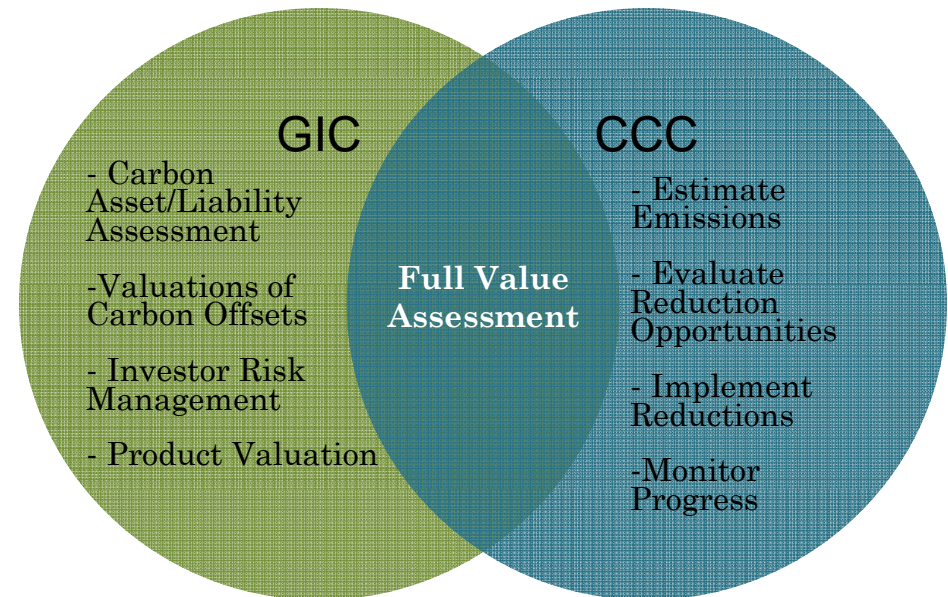 GIC
- Carbon
Asset/Liability
Assessment
-Valuations of
Carbon Offsets
- Investor Risk
Management
- Product Valuation
Full Value
Assessment
CCC
- Estimate
Emissions
- Evaluate
Reduction
Opportunities
- Implement
Reductions
-Monitor
Progress